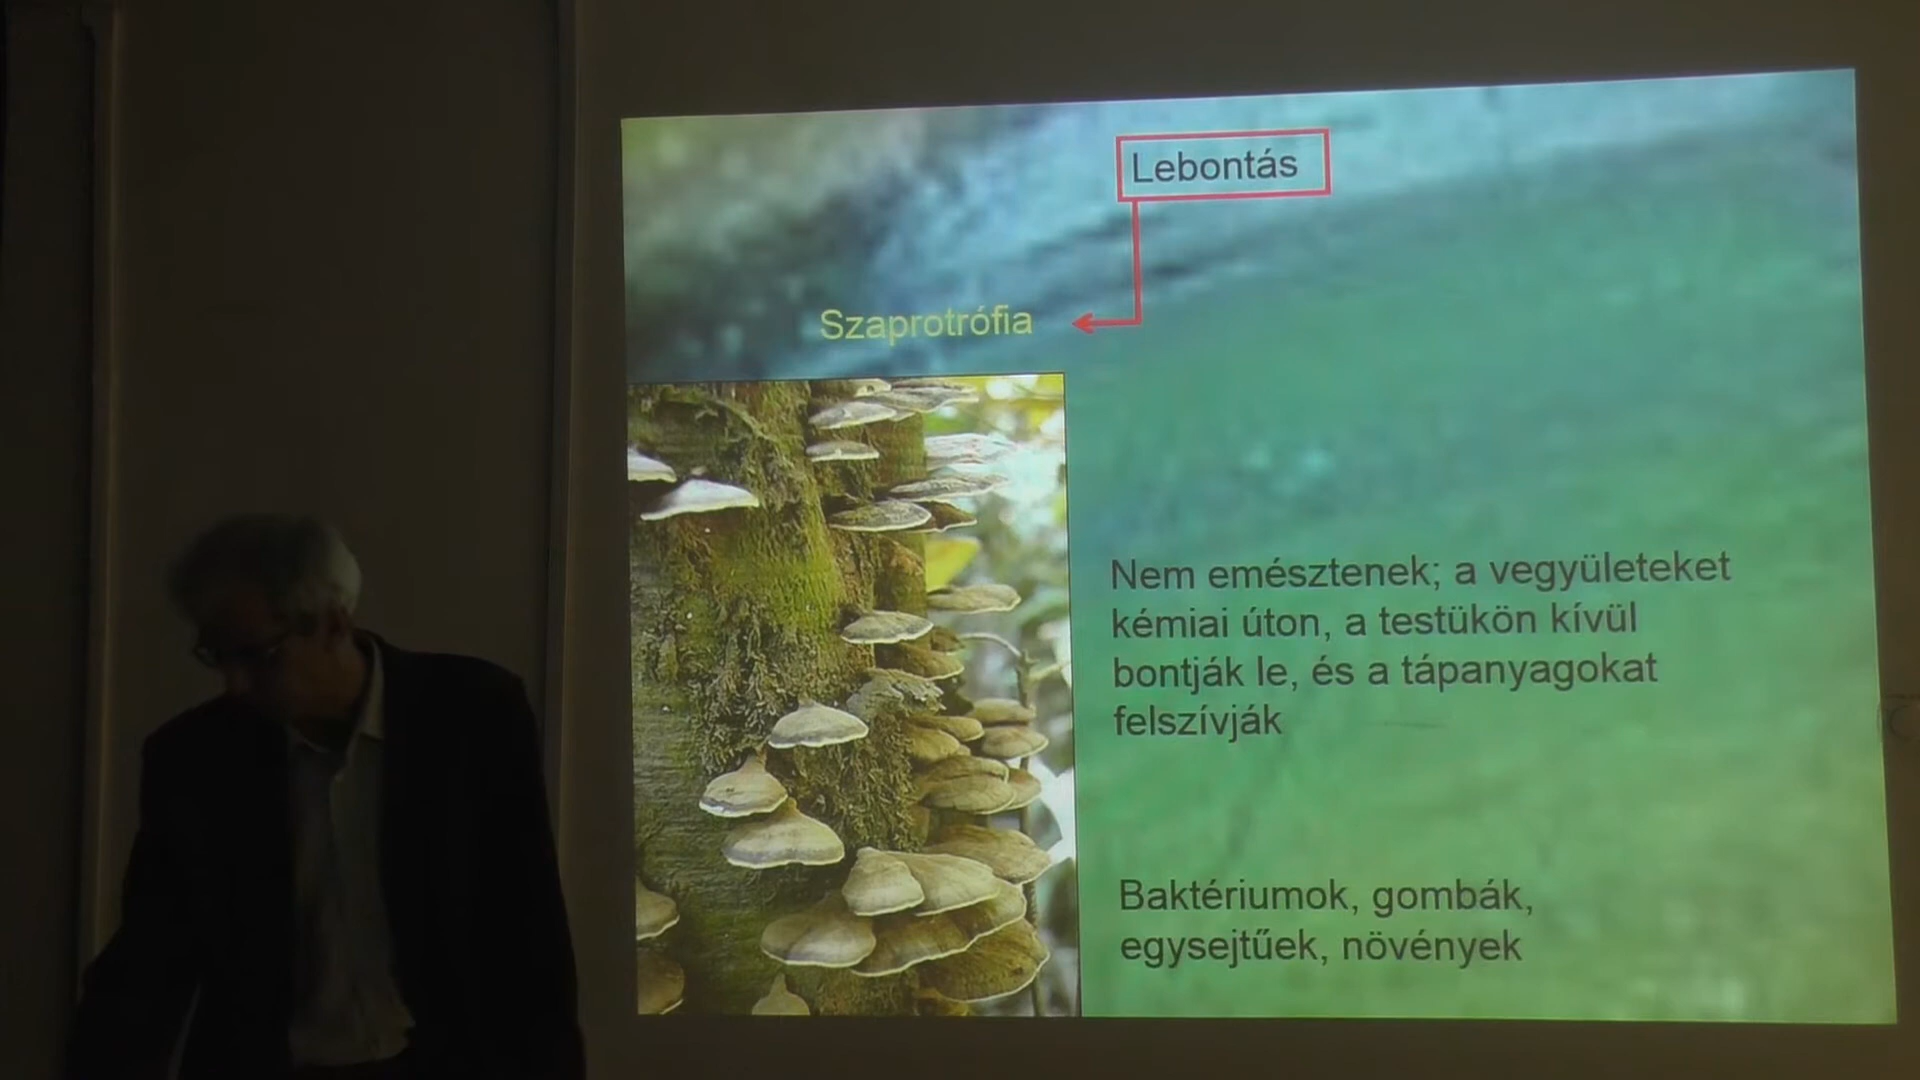 Lebontás
Szaprotrófia
Nem emésztenek; a vegyületeket
kémiai úton, a testükön kívül
bontják le, és a tápanyagokat
felszívják
Baktériumok, gombák,
egysejtűek, növények